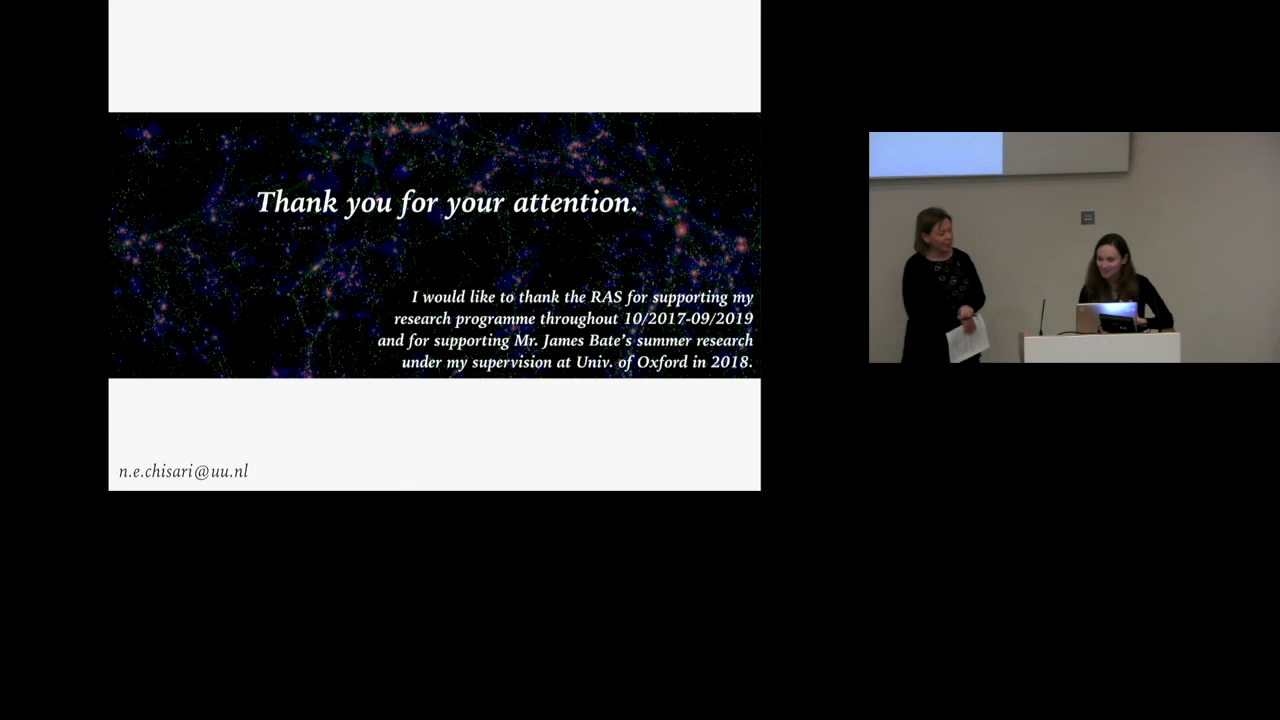 Thank you for your attention.
I would like to thank the RAS for supporting my
research programme throughout 10/2017-09/2019
and for supporting Mr. James Bate's summer research
under my supervision at Univ. of Oxford in 2018.
n.e.chisari@uu.nl